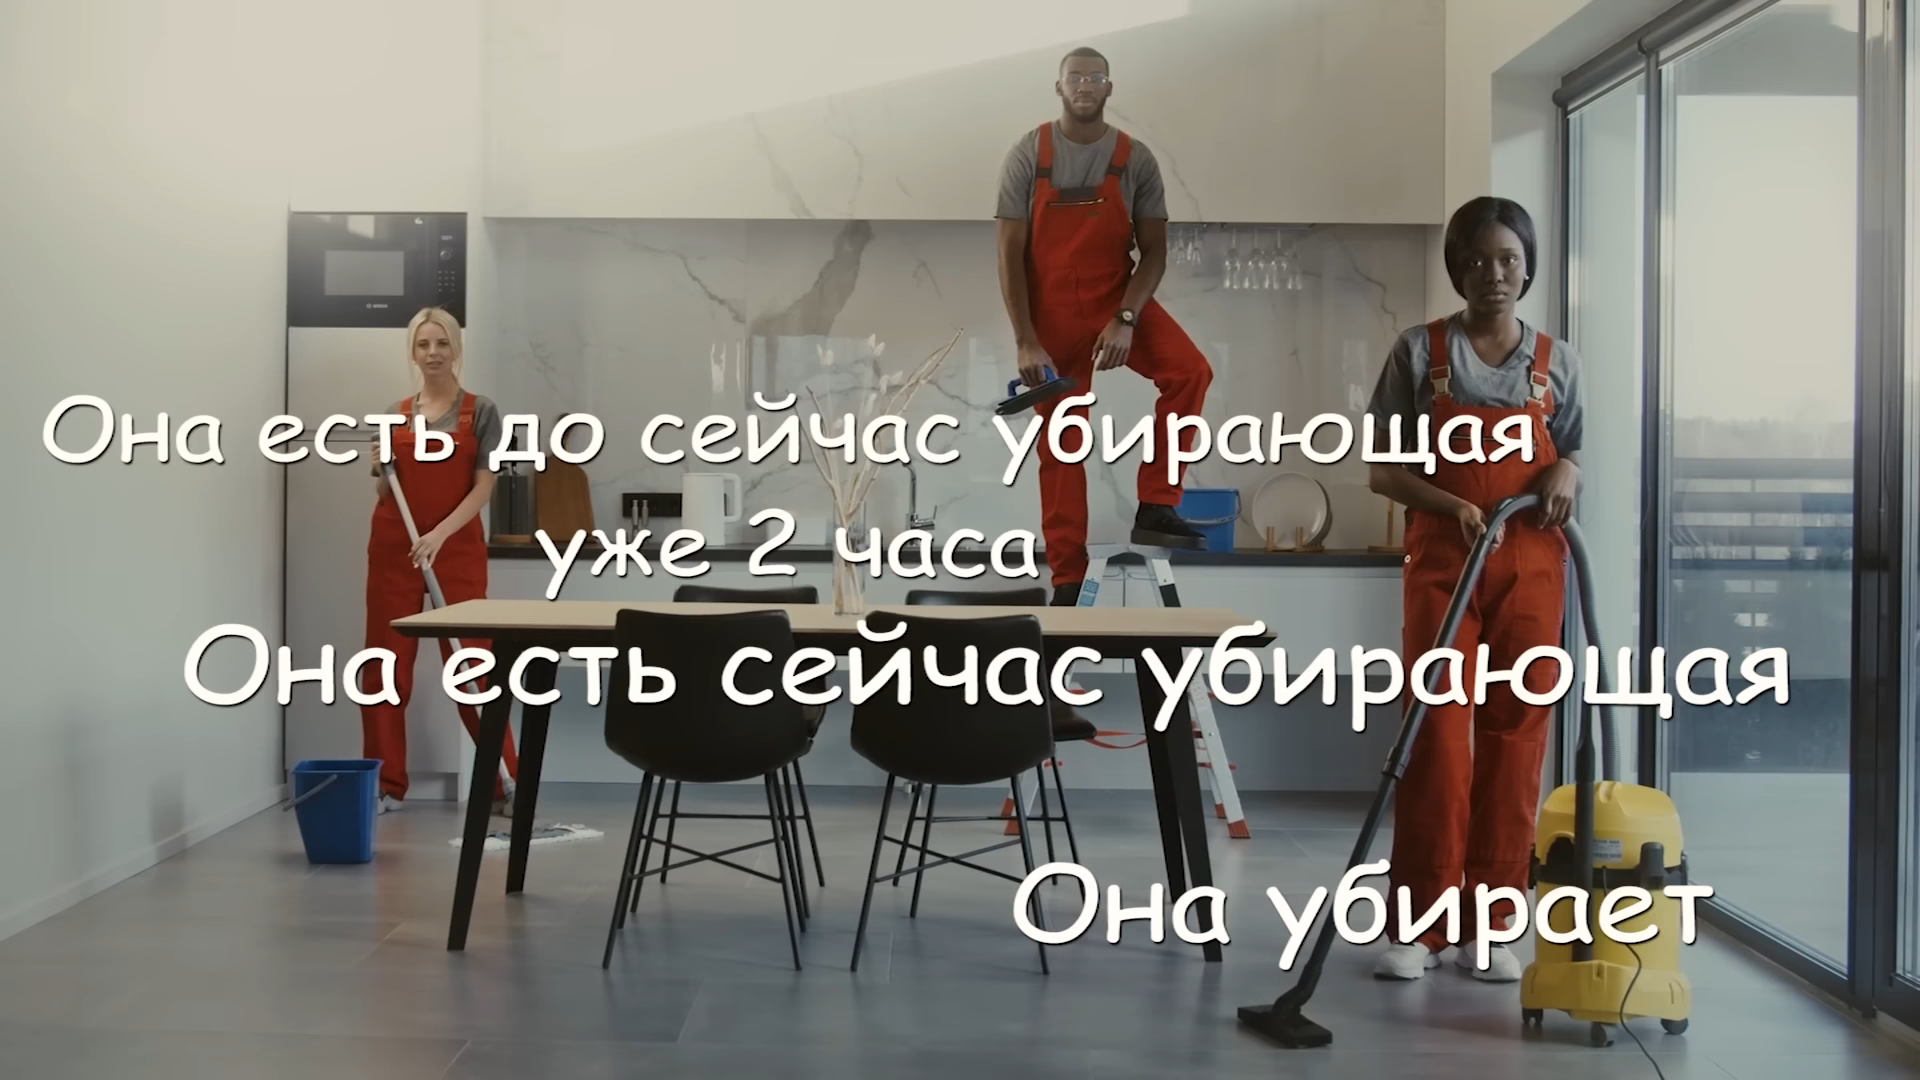 Она есть до сейчас убирающая
уже 2 часа
Она есть сейчас убирающая
Она убирает